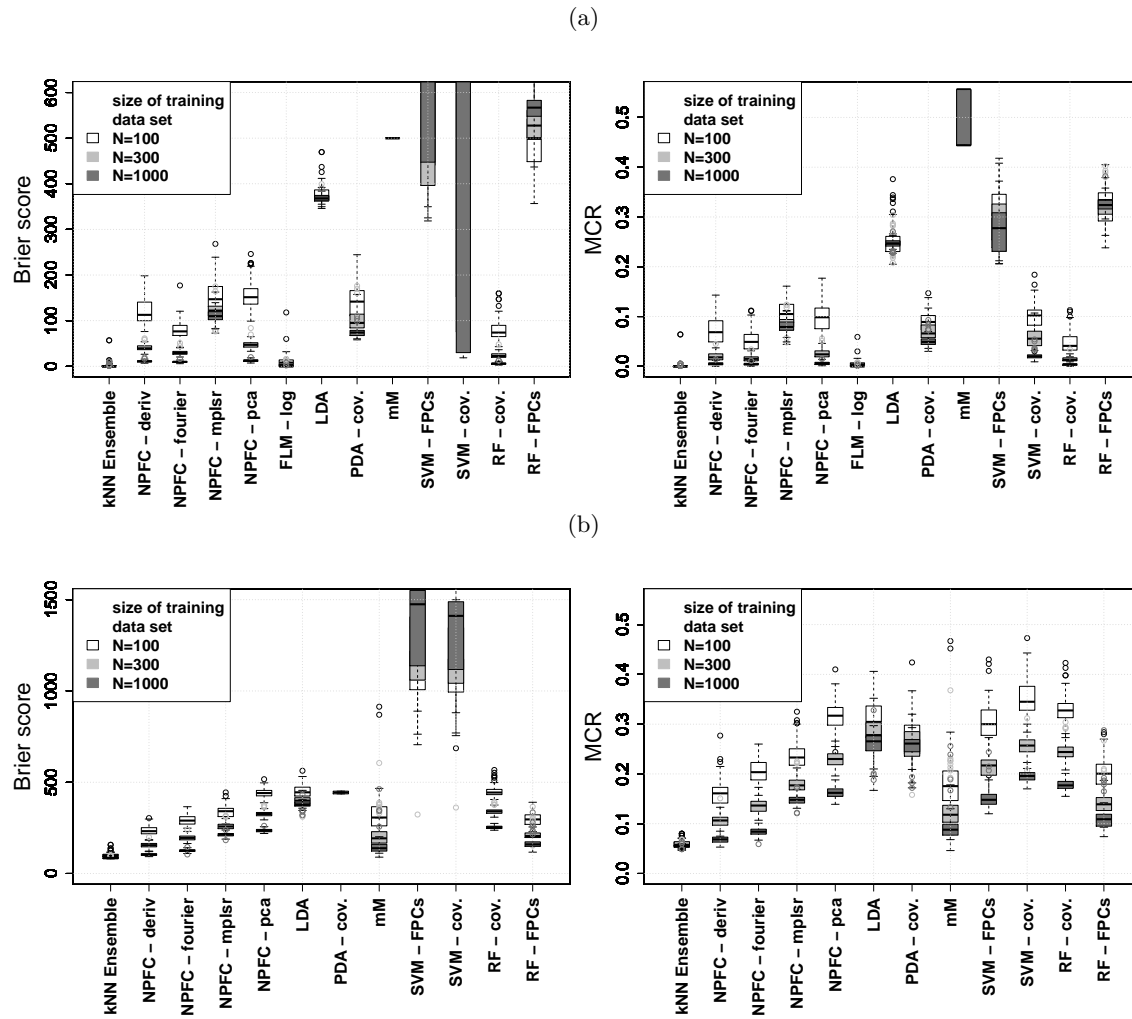 (a)
Brier score
0 100 200 300 400 500 600
size of training
data set
N=100
N=300
N=1000
kNN Ensemble
NPFC − deriv
NPFC − fourier
NPFC − mplsr
NPFC − pca
FLM − log
LDA
PDA − cov.
mM
SVM − FPCs
SVM − cov.
RF − cov.
RF − FPCs
MCR
0.0 0.1 0.2 0.3 0.4 0.5
size of training
data set
N=100
N=300
N=1000
kNN Ensemble
NPFC − deriv
NPFC − fourier
NPFC − mplsr
NPFC − pca
FLM − log
LDA
PDA − cov.
mM
SVM − FPCs
SVM − cov.
RF − cov.
RF − FPCs
(b)
Brier score
0 500 1000 1500
size of training
data set
N=100
N=300
N=1000
kNN Ensemble
NPFC − deriv
NPFC − fourier
NPFC − mplsr
NPFC − pca
LDA
PDA − cov.
mM
SVM − FPCs
SVM − cov.
RF − cov.
RF − FPCs
MCR
0.0 0.1 0.2 0.3 0.4 0.5
size of training
data set
N=100
N=300
N=1000
kNN Ensemble
NPFC − deriv
NPFC − fourier
NPFC − mplsr
NPFC − pca
LDA
PDA − cov.
mM
SVM − FPCs
SVM − cov.
RF − cov.
RF − FPCs